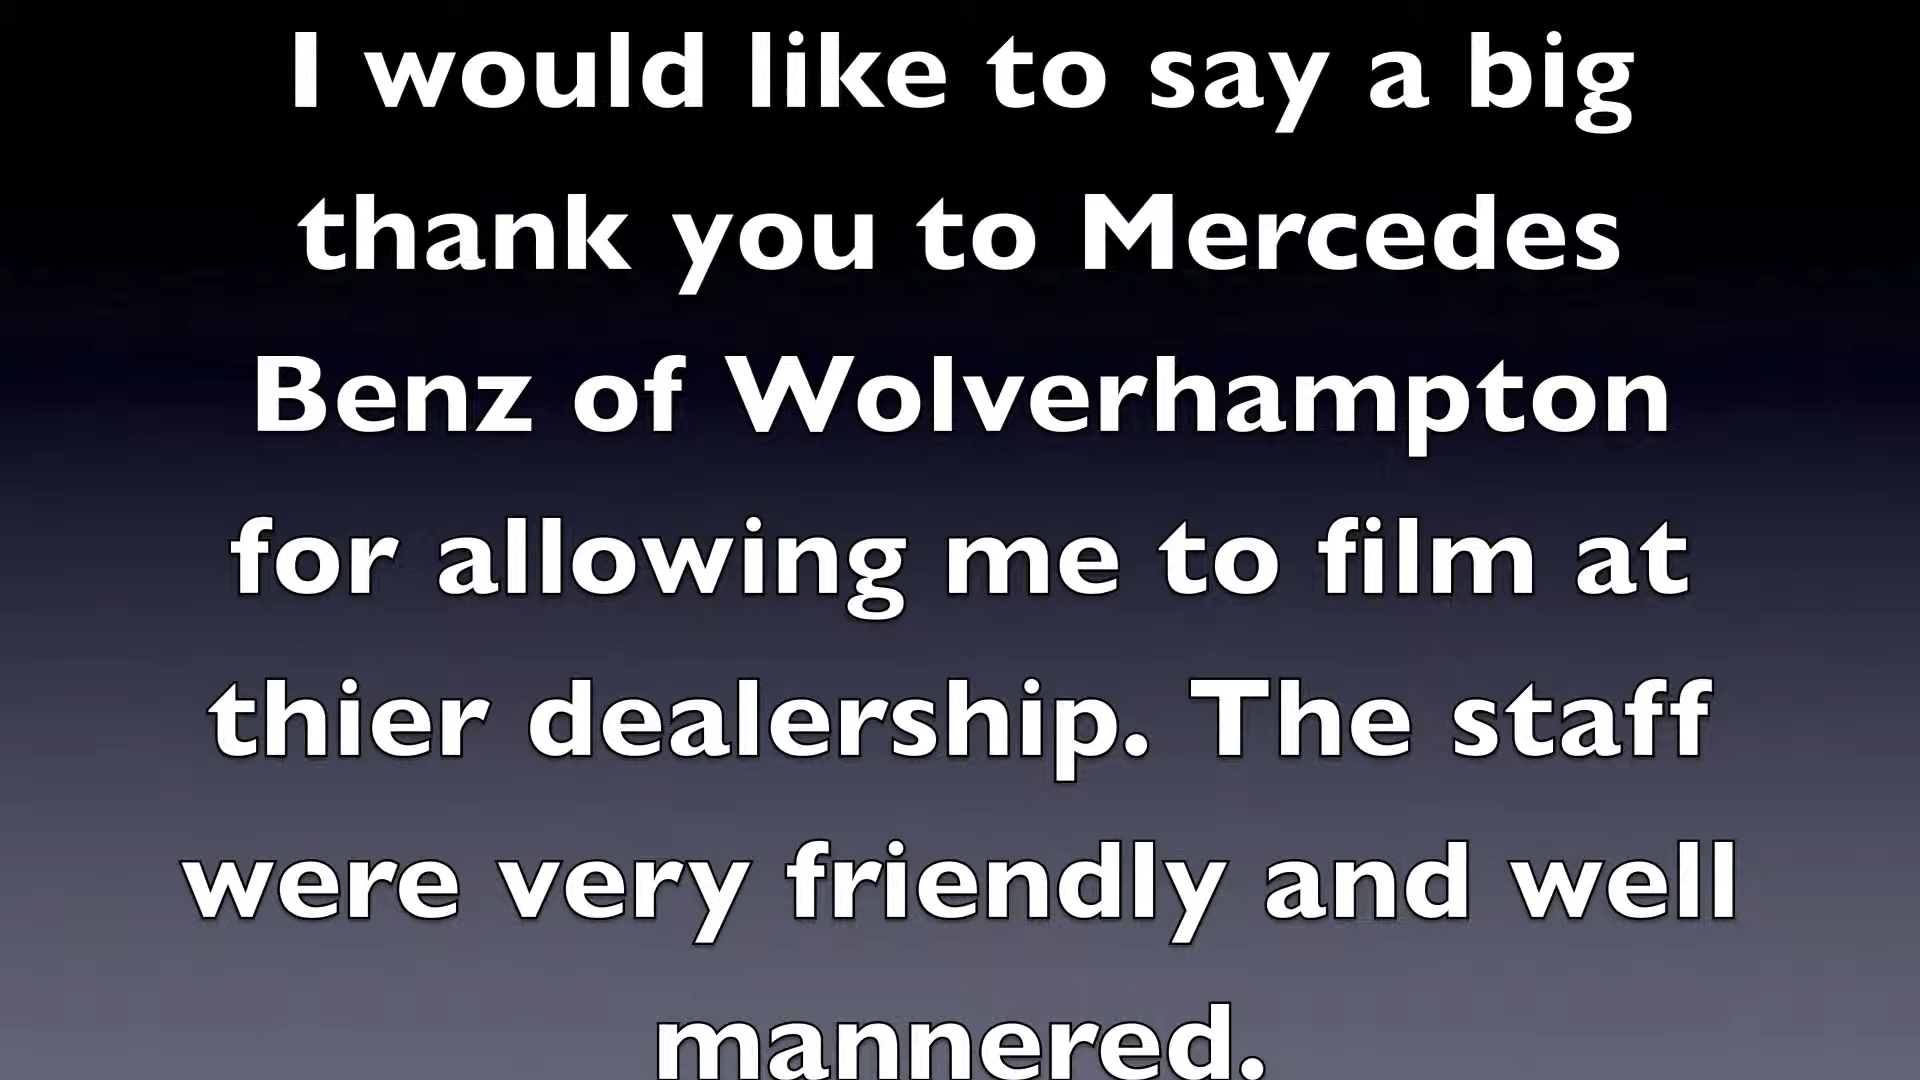 I would like to say a big
thank you to Mercedes
Benz of Wolverhampton
for allowing me to film at
thier dealership. The staff
were very friendly and well
mannered.